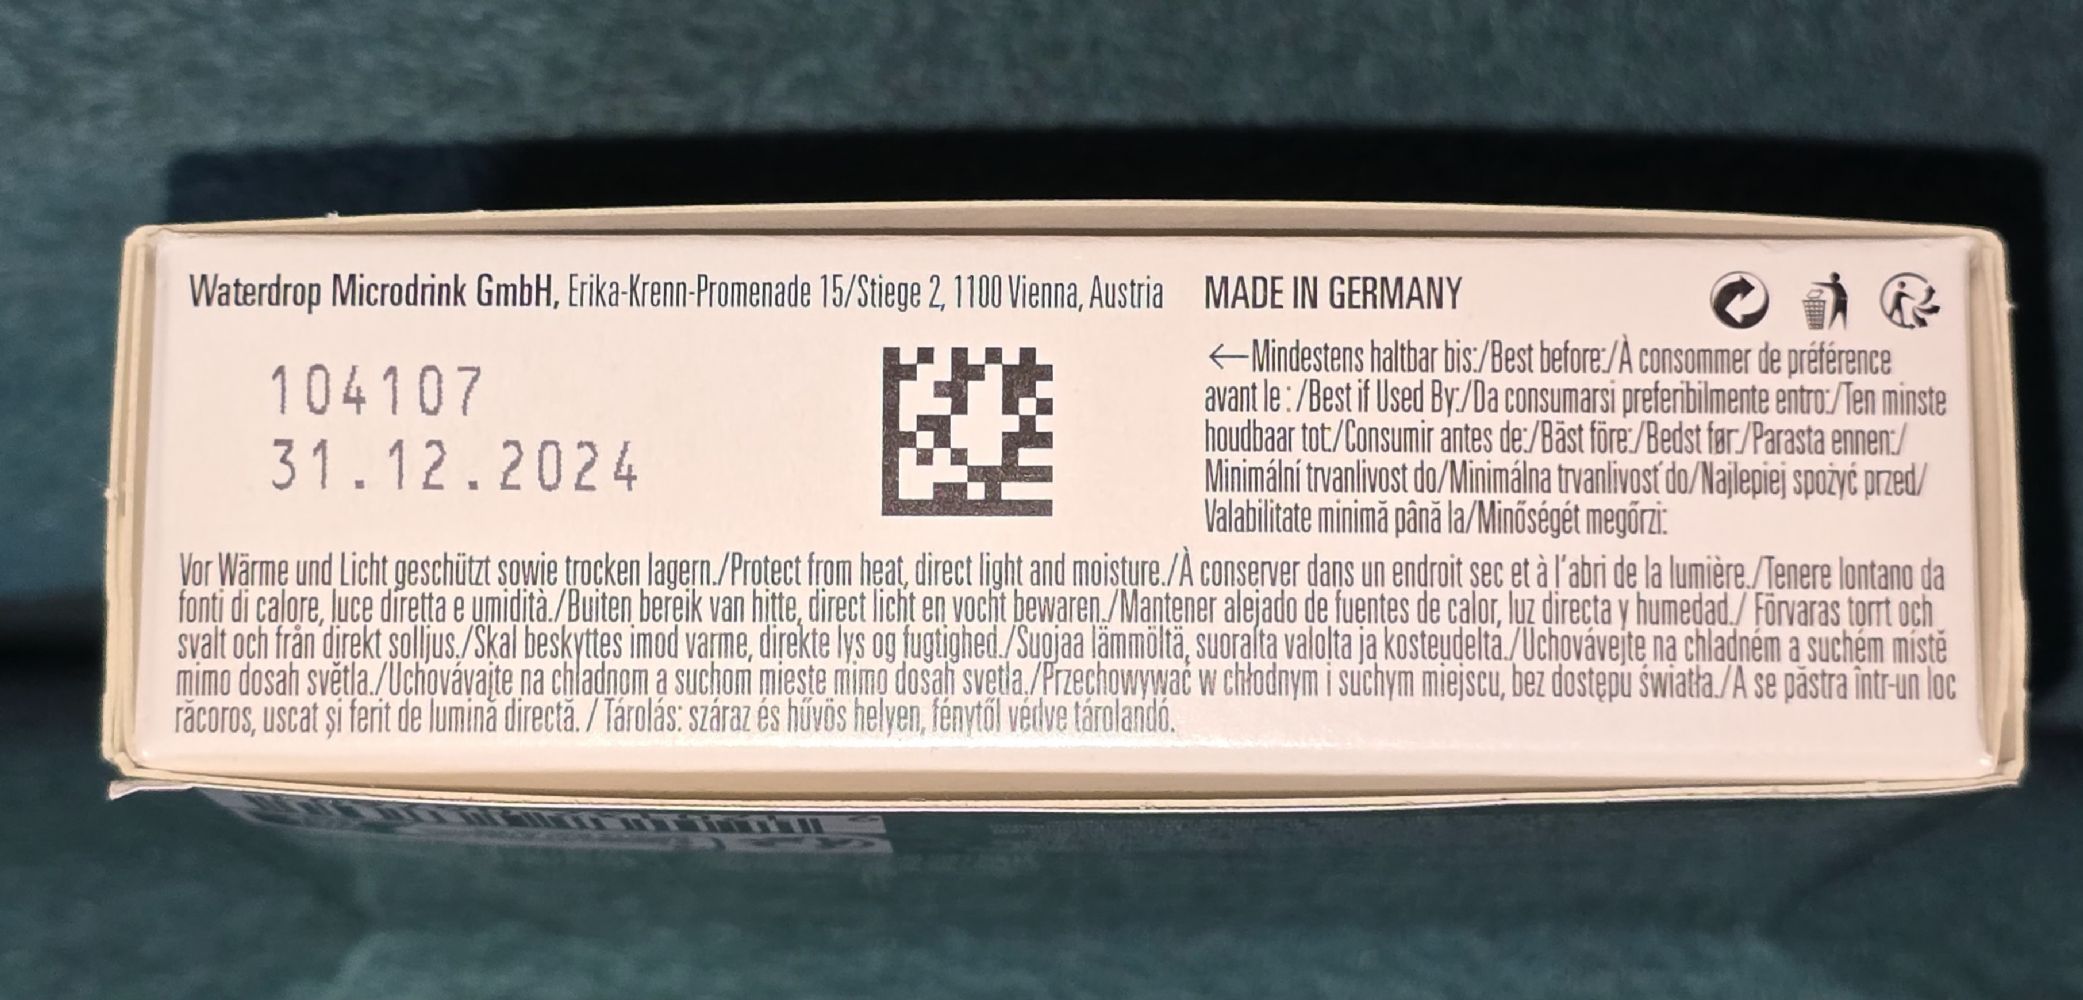 Waterdrop Microdrink GmbH, Erika-Krenn-Promenade 15/Stiege 2, 1100 Vienna, Austria
104107
31.12.2024
MADE IN GERMANY
←Mindestens haltbar bis:/Best before:/À consommer de préférence
avant le : /Best if Used By:/Da consumarsi preferibilmente entro:/Ten minste
houdbaar tot:/Consumir antes de:/Bäst före:/Bedst før:/Parasta ennen:/
Minimální trvanlivost do/Minimálna trvanlivosť do/Najlepiej spożyć przed/
Valabilitate minimă până la/Minőségét megőrzi:
Vor Wärme und Licht geschützt sowie trocken lagern./Protect from heat, direct light and moisture./À conserver dans un endroit sec et à l'abri de la lumière./Tenere lontano da
fonti di calore, luce diretta e umidità./Buiten bereik van hitte, direct licht en vocht bewaren./Mantener alejado de fuentes de calor, luz directa y humedad./ Förvaras torrt och
svalt och från direkt solljus./Skal beskyttes imod varme, direkte lys og fugtighed./Suojaa lämmöltä, suoralta valolta ja kosteudelta./Uchovávejte na chladném a suchém místě
mimo dosah světla./Uchovávajte na chladnom a suchom mieste mimo dosah svetla./Przechowywać w chłodnym i suchym miejscu, bez dostępu światła./A se păstra într-un loc
răcoros, uscat și ferit de lumină directă. / Tárolás: száraz és hűvös helyen, fénytől védve tárolandó.